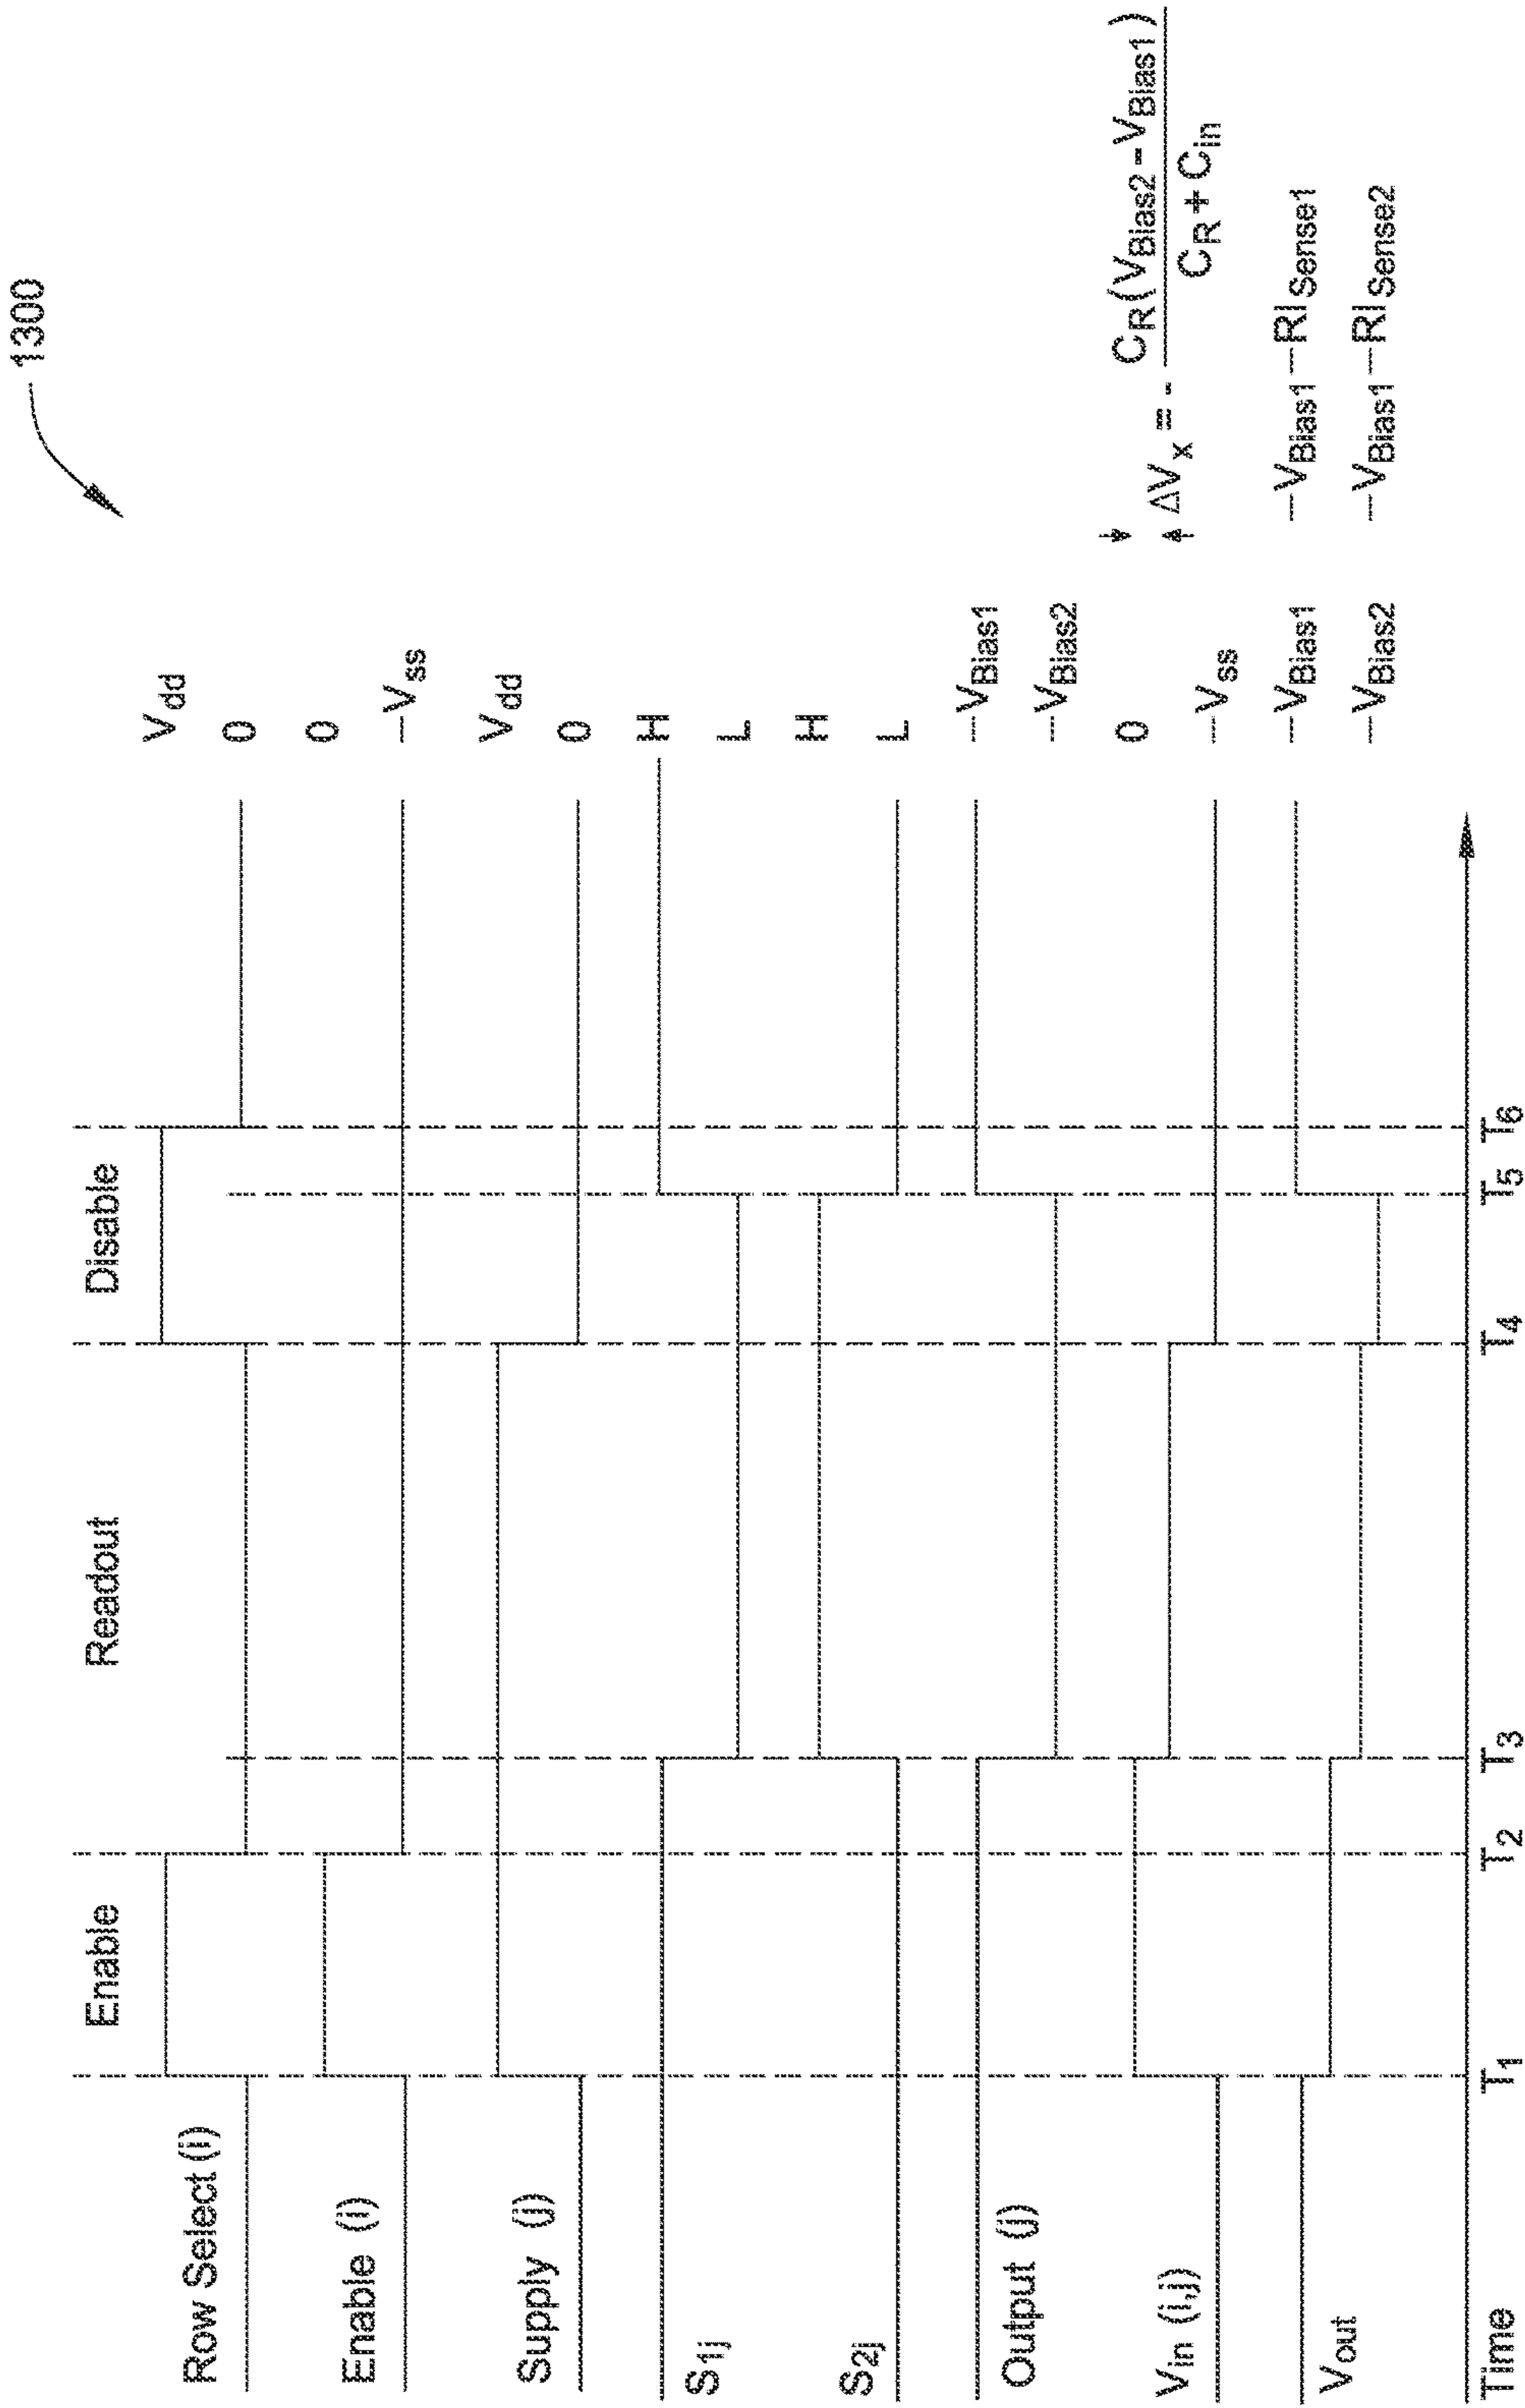 1300
Enable
Readout
Disable
Row Select (i)
Vdd
0
Enable (i)
0
—Vss
Supply (j)
Vdd
0
S1j
H
L
S2j
H
L
Output (j)
—VBias1
—VBias2
Vin (i,j)
0
—Vss
ΔVx = - CR(VBias2 - VBias1)
CR + Cin
Vout
—VBias1 —VBias1—RISense1
—VBias2 —VBias1—RISense2
Time
T1 T2 T3 T4 T5 T6